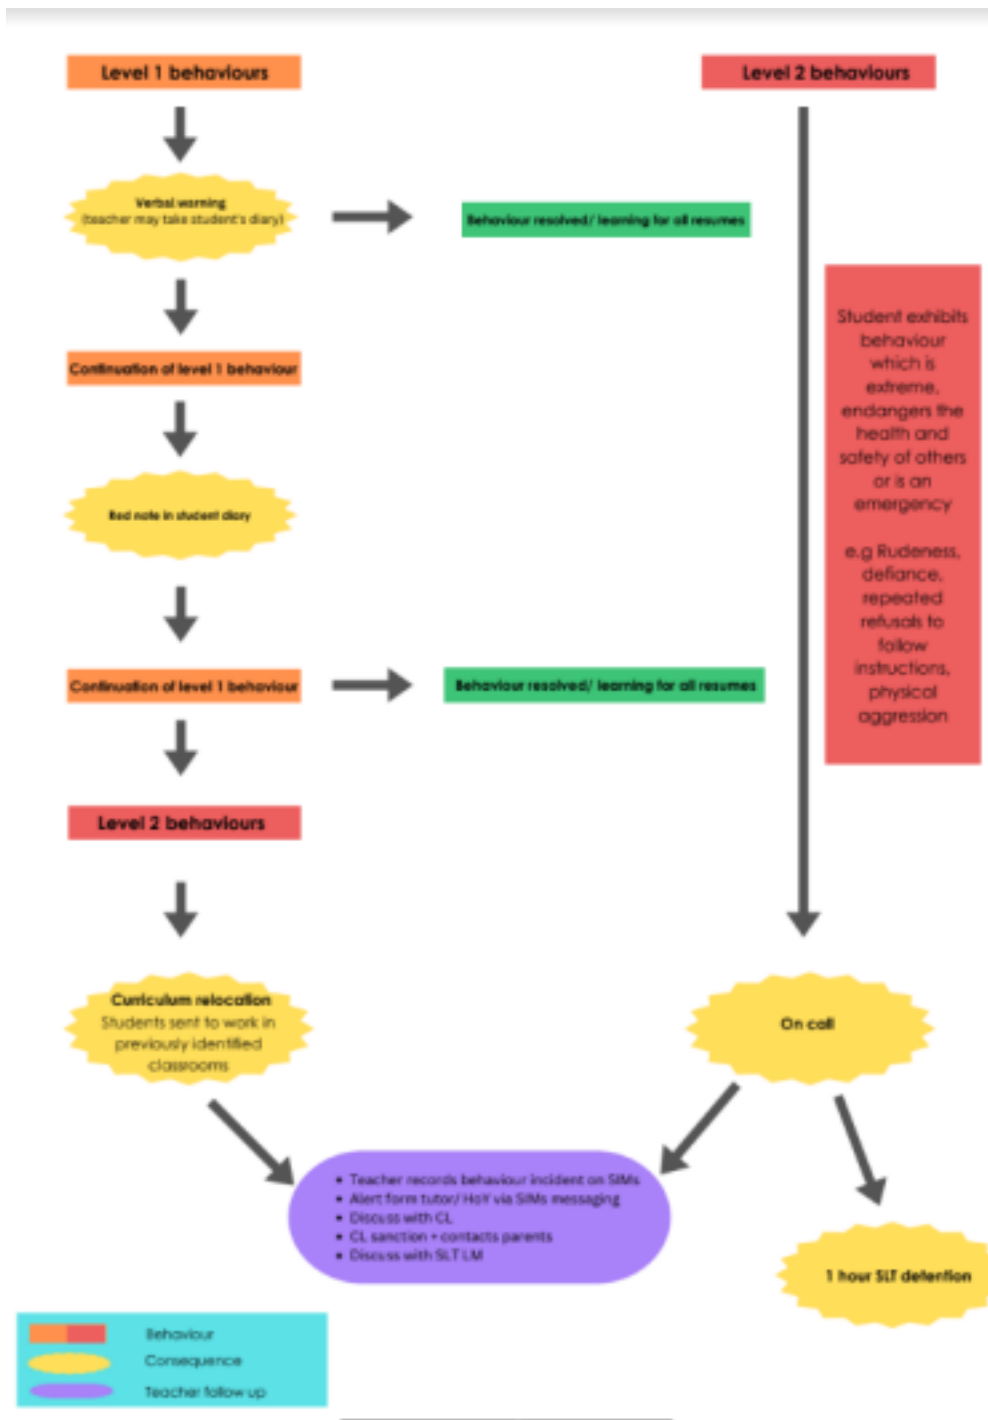 Level 1 behaviours
Level 2 behaviours
Verbal warning
(teacher may take student's diary)
Behaviour resolved/ learning for all resumes
Continuation of level 1 behaviour
Student exhibits
behaviour
which is
extreme,
endangers the
health and
safety of others
or is an
emergency
e.g Rudeness,
defiance,
repeated
refusals to
follow
instructions,
physical
aggression
Red note in student diary
Continuation of level 1 behaviour
Behaviour resolved/ learning for all resumes
Level 2 behaviours
Curriculum relocation
Students sent to work in
previously identified
classrooms
On call
• Teacher records behaviour incident on SIMs
• Alert form tutor/ HoY via SIMs messaging
• Discuss with CL
• CL sanction + contacts parents
• Discuss with SLT LM
1 hour SLT detention
Behaviour
Consequence
Teacher follow up